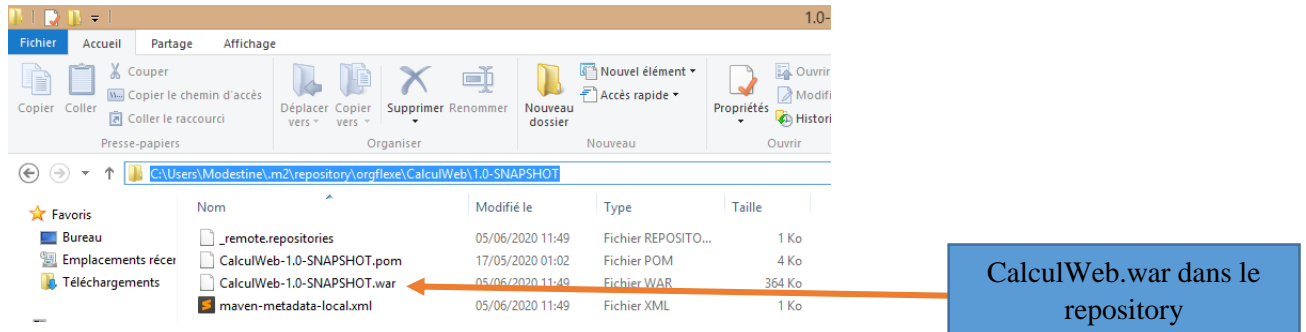 1.0-
Fichier Accueil Partage Affichage
Couper
Copier le chemin d'accès
Coller le raccourci
Copier Coller
Presse-papiers
Déplacer vers Copier vers Supprimer Renommer
Organiser
Nouveau dossier
Nouvel élément
Accès rapide
Nouveau
Propriétés
Ouvrir
Modifi
Histori
Ouvrir
C:\Users\Modestine\.m2\repository\orgflexe\CalculWeb\1.0-SNAPSHOT
Favoris
Bureau
Emplacements récer
Téléchargements
Nom Modifié le Type Taille
_remote.repositories 05/06/2020 11:49 Fichier REPOSITO... 1 Ko
CalculWeb-1.0-SNAPSHOT.pom 17/05/2020 01:02 Fichier POM 4 Ko
CalculWeb-1.0-SNAPSHOT.war 05/06/2020 11:49 Fichier WAR 364 Ko
maven-metadata-local.xml 05/06/2020 11:49 Fichier XML 1 Ko
CalculWeb.war dans le
repository